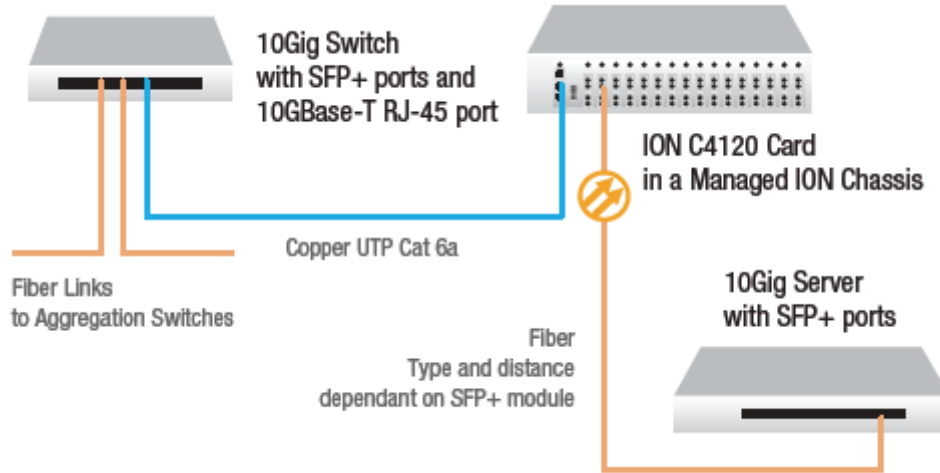 10Gig Switch
with SFP+ ports and
10GBase-T RJ-45 port
ION C4120 Card
in a Managed ION Chassis
Copper UTP Cat 6a
Fiber Links
to Aggregation Switches
10Gig Server
with SFP+ ports
Fiber
Type and distance
dependant on SFP+ module